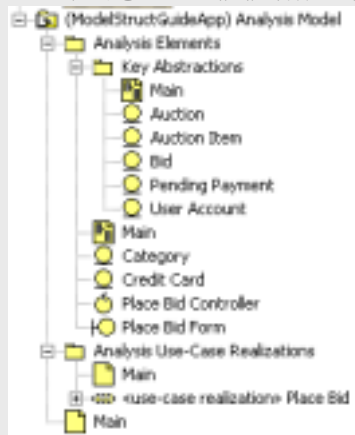 (ModelStructGuideApp) Analysis Model
Analysis Elements
Key Abstractions
Main
Auction
Auction Item
Bid
Pending Payment
User Account
Main
Category
Credit Card
Place Bid Controller
Place Bid Form
Analysis Use-Case Realizations
Main
«use-case realization» Place Bid
Main